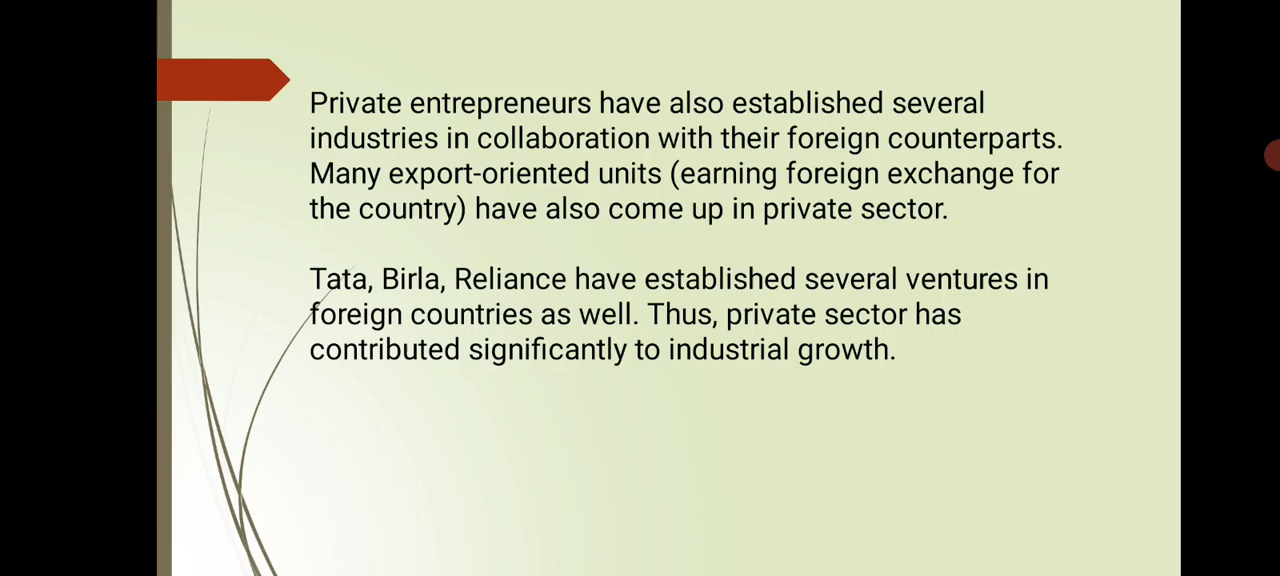 Private entrepreneurs have also established several
industries in collaboration with their foreign counterparts.
Many export-oriented units (earning foreign exchange for
the country) have also come up in private sector.
Tata, Birla, Reliance have established several ventures in
foreign countries as well. Thus, private sector has
contributed significantly to industrial growth.